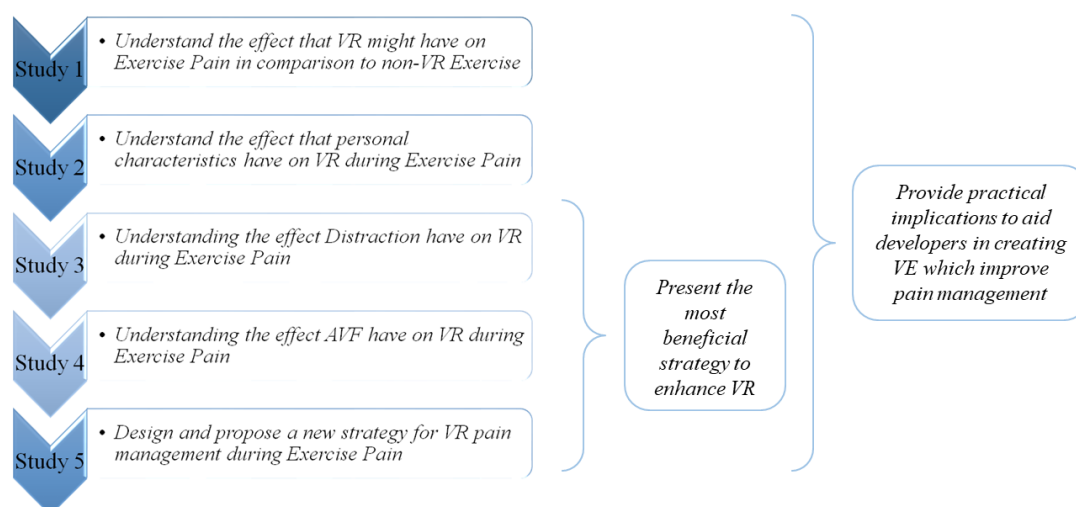 Study 1
• Understand the effect that VR might have on
Exercise Pain in comparison to non-VR Exercise
Study 2
• Understand the effect that personal
characteristics have on VR during Exercise Pain
Study 3
• Understanding the effect Distraction have on VR
during Exercise Pain
Study 4
• Understanding the effect AVF have on VR during
Exercise Pain
Study 5
• Design and propose a new strategy for VR pain
management during Exercise Pain
Present the
most
beneficial
strategy to
enhance VR
Provide practical
implications to aid
developers in creating
VE which improve
pain management